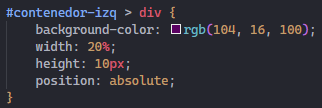 #contenedor-izq > div {
    background-color: rgb(104, 16, 100);
    width: 20%;
    height: 10px;
    position: absolute;
}